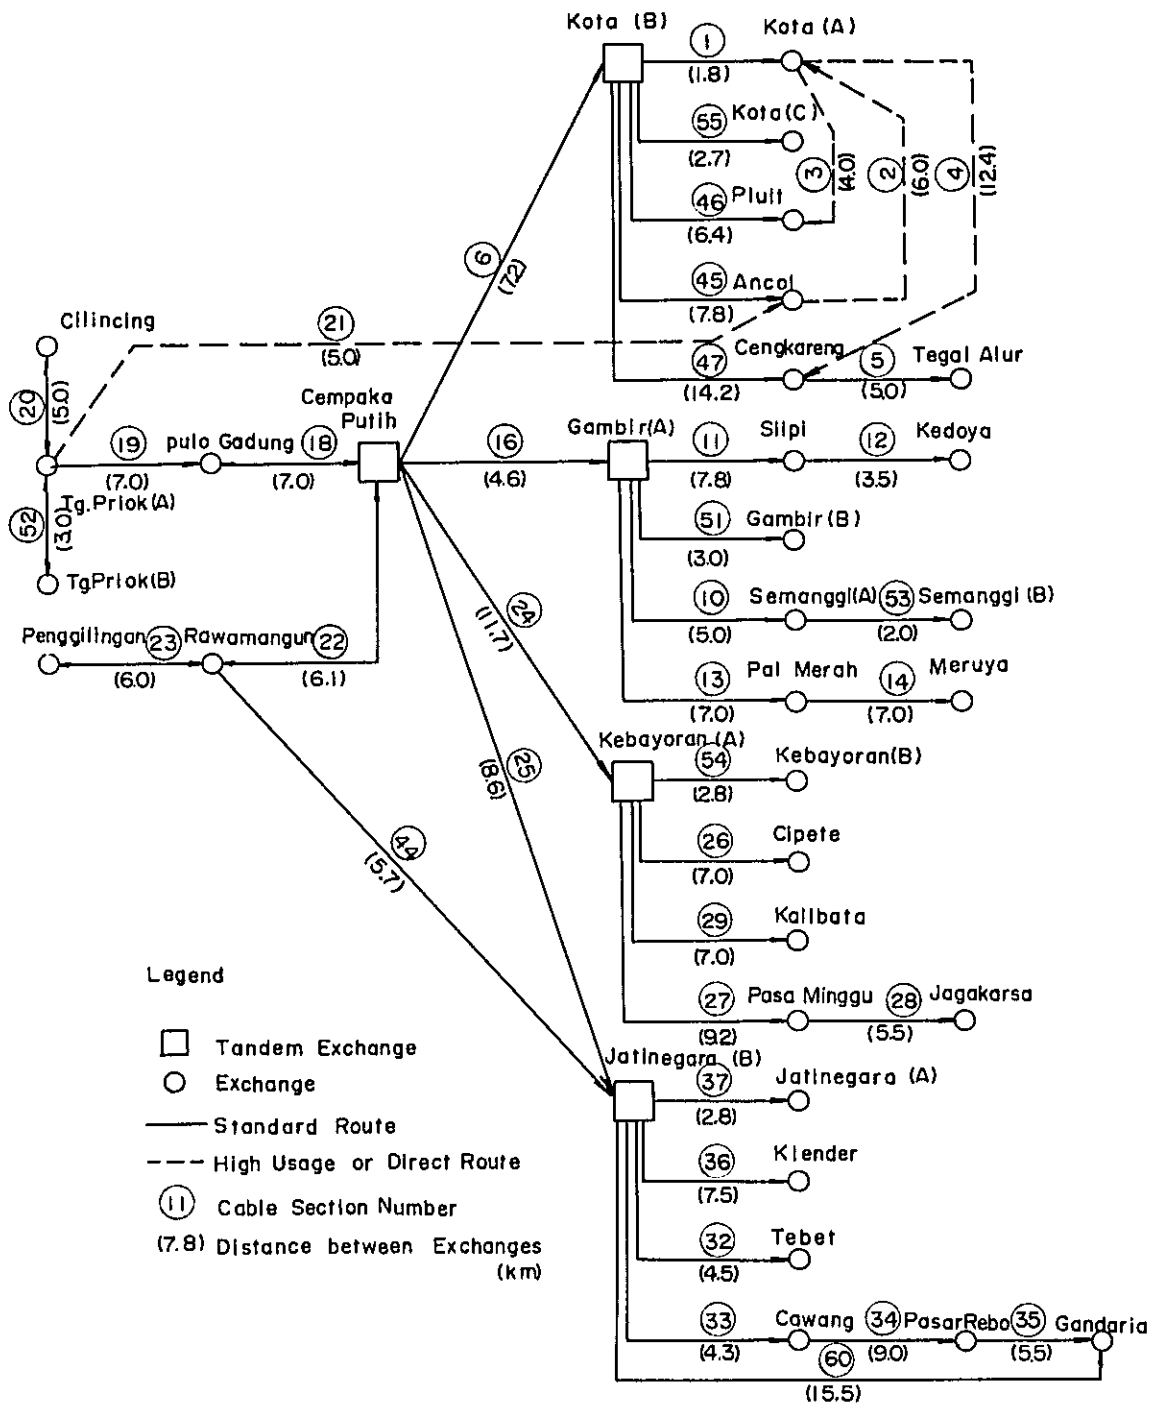 Kota (B)
1
(1.8)
Kota (A)
55
Kota(C)
(2.7)
3
(4.0)
2
(6.0)
4
(12.4)
46
Pluit
(6.4)
45
Ancol
(7.8)
6
(7.2)
Cilincing
21
(5.0)
47
Cengkareng
(14.2)
5
Tegal Alur
(5.0)
20
(5.0)
Cempaka
Putih
19
(7.0)
pulo Gadung
18
(7.0)
16
(4.6)
Gambir(A)
11
(7.8)
Slipi
12
(3.5)
Kedoya
Tg.Priok(A)
52
(3.0)
Tg.Priok(B)
51
Gambir (B)
(3.0)
10
Semanggi(A)
53
Semanggi (B)
(5.0)
(2.0)
Penggilingan
23
Rawamangun
22
(6.0)
(6.1)
24
(11.7)
13
Pal Merah
14
Meruya
(7.0)
(7.0)
25
(8.6)
Kebayoran (A)
54
Kebayoran(B)
(2.8)
44
(5.7)
26
Cipete
(7.0)
29
Kalibata
(7.0)
27
Pasa Minggu
28
Jagakarsa
(9.2)
(5.5)
Jatinegara (B)
37
Jatinegara (A)
(2.8)
36
Klender
(7.5)
32
Tebet
(4.5)
33
Cawang
34
Pasar Rebo
35
Gandaria
(4.3)
(9.0)
(5.5)
60
(15.5)
Legend
Tandem Exchange
Exchange
Standard Route
High Usage or Direct Route
11
Cable Section Number
(7.8) Distance between Exchanges
(km)